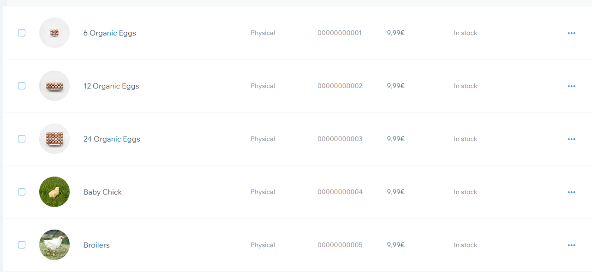 6 Organic Eggs Physical 00000000001 9,99€ In stock
12 Organic Eggs Physical 00000000002 9,99€ In stock
24 Organic Eggs Physical 00000000003 9,99€ In stock
Baby Chick Physical 00000000004 9,99€ In stock
Broilers Physical 00000000005 9,99€ In stock